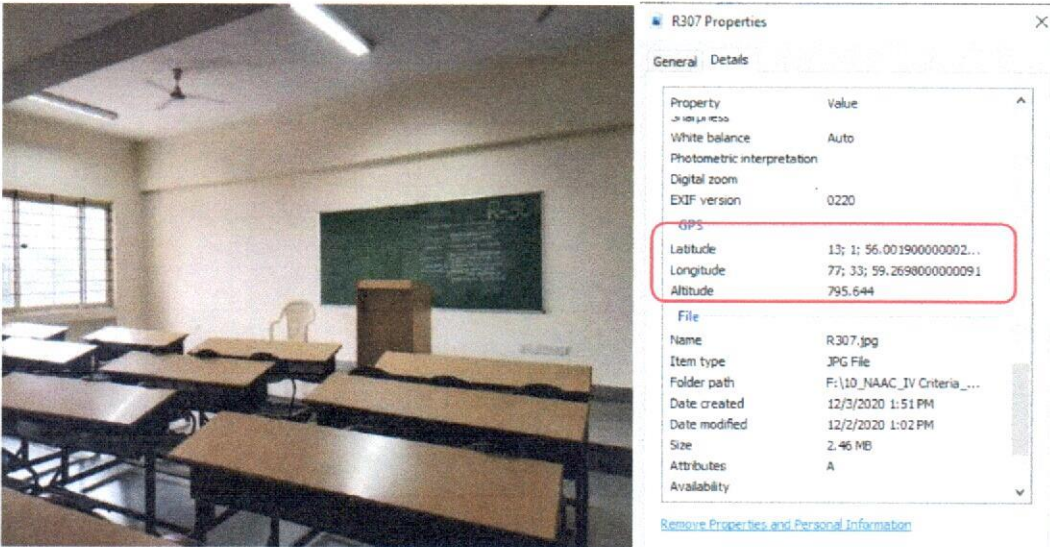 R307 Properties
General Details
Property Value
Sharpness
White balance Auto
Photometric interpretation
Digital zoom
EXIF version 0220
GPS
Latitude 13; 1; 56.001900000002...
Longitude 77; 33; 59.2698000000091
Altitude 795.644
File
Name R307.jpg
Item type JPG File
Folder path F:\10_NAAC_IV Criteria_...
Date created 12/3/2020 1:51 PM
Date modified 12/2/2020 1:02 PM
Size 2.46 MB
Attributes A
Availability
Remove Properties and Personal Information